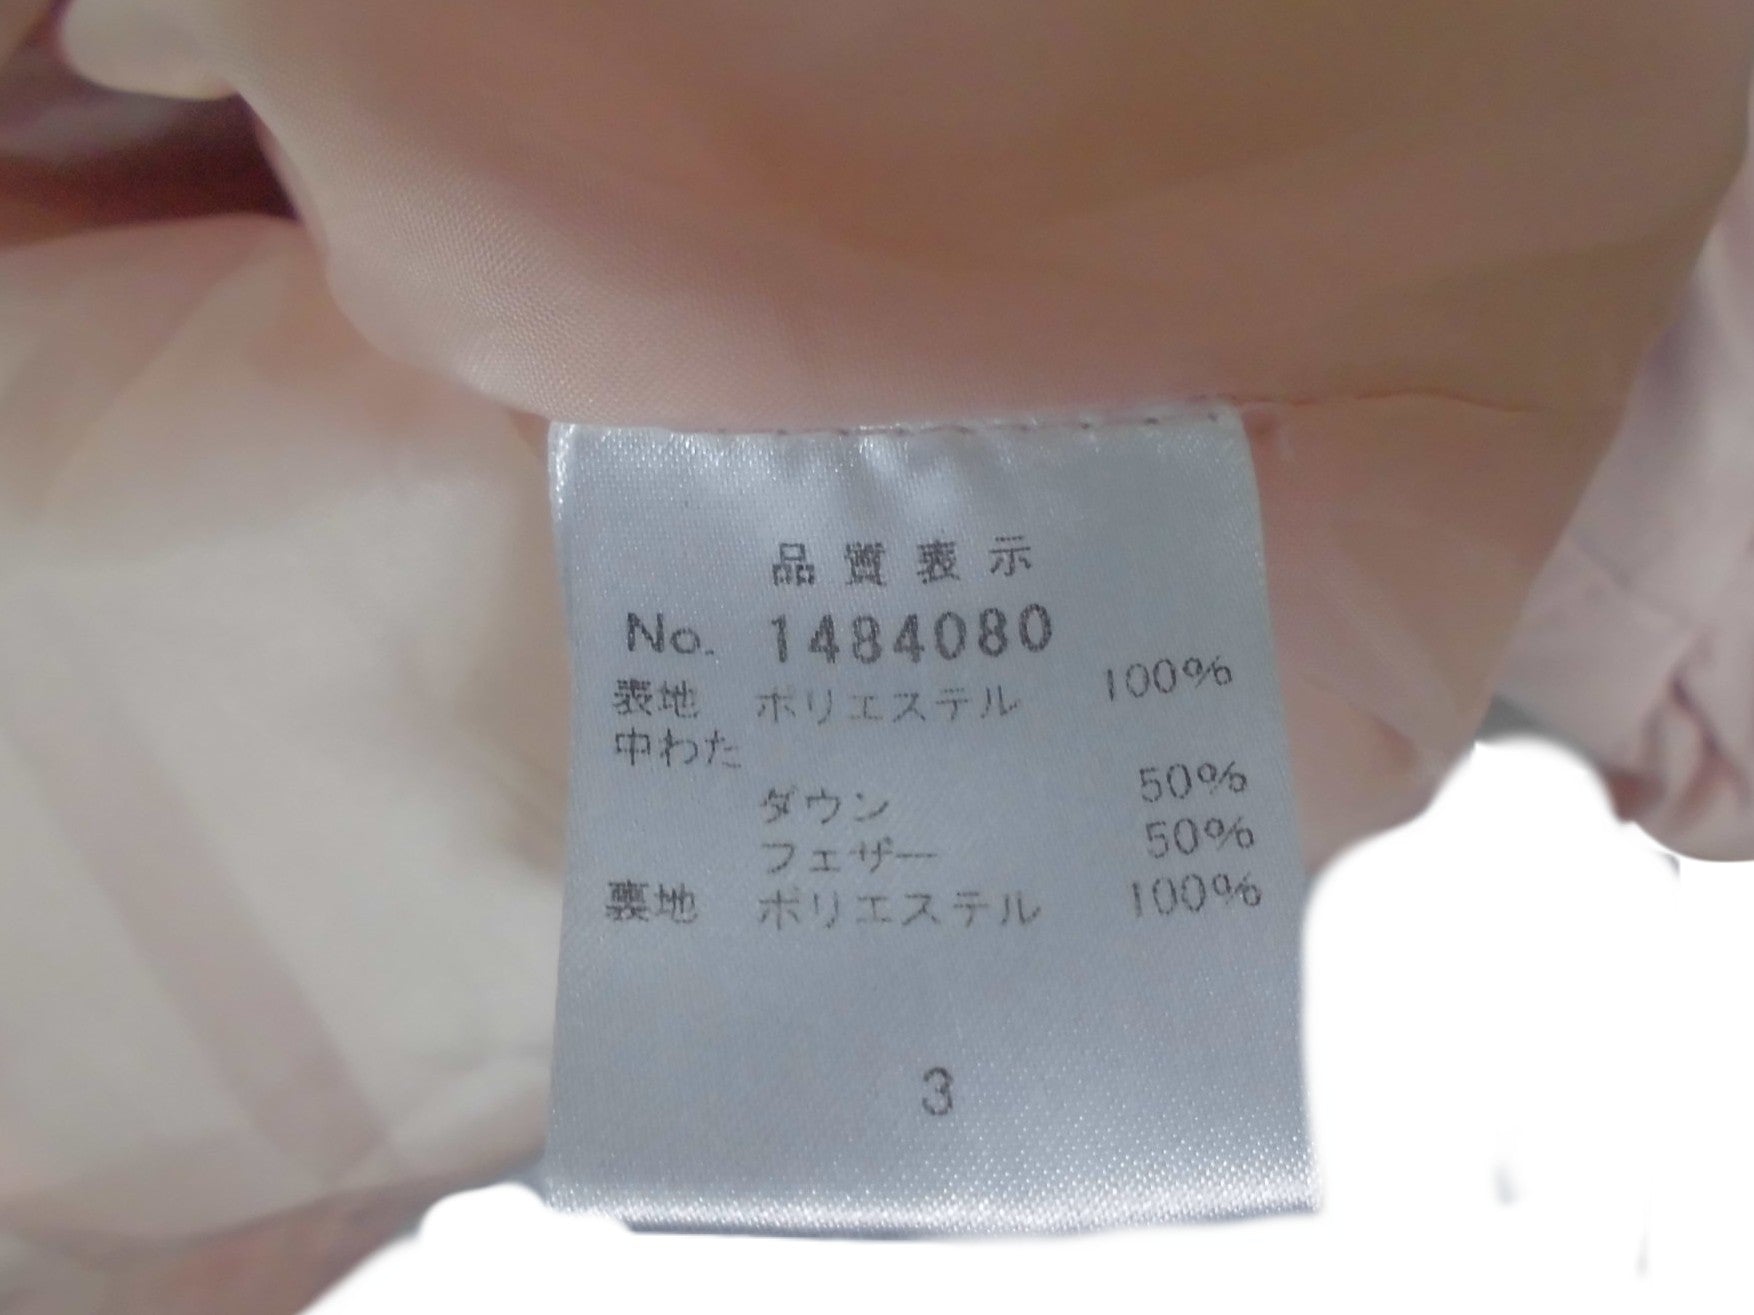 品質表示
No. 1484080
表地 ポリエステル 100%
中わた
ダウン 50%
フェザー 50%
裏地 ポリエステル 100%
3